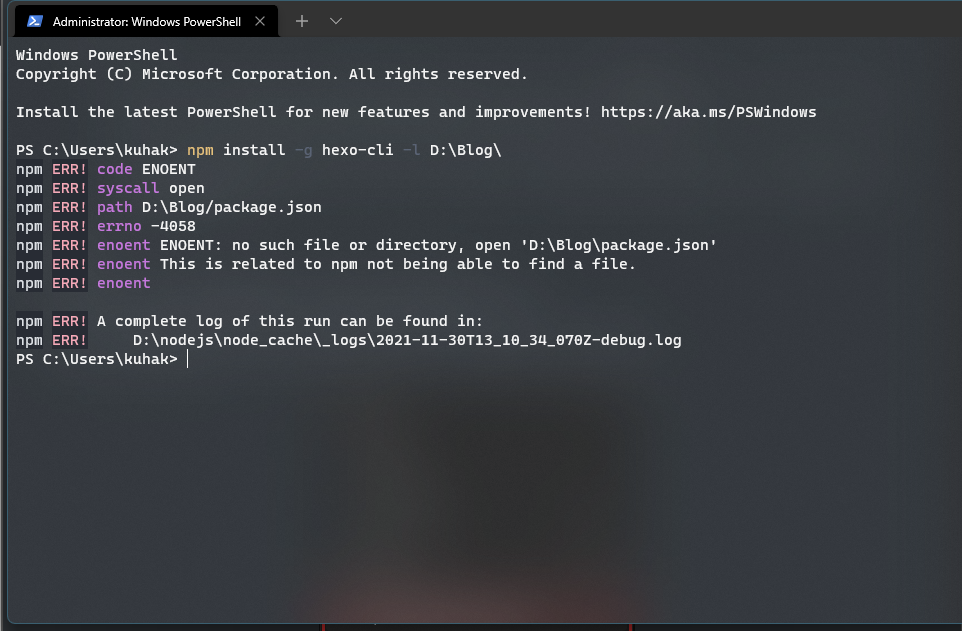 Administrator: Windows PowerShell
Windows PowerShell
Copyright (C) Microsoft Corporation. All rights reserved.
Install the latest PowerShell for new features and improvements! https://aka.ms/PSWindows
PS C:\Users\kuhak> npm install -g hexo-cli -l D:\Blog\
npm ERR! code ENOENT
npm ERR! syscall open
npm ERR! path D:\Blog/package.json
npm ERR! errno -4058
npm ERR! enoent ENOENT: no such file or directory, open 'D:\Blog\package.json'
npm ERR! enoent This is related to npm not being able to find a file.
npm ERR! enoent
npm ERR! A complete log of this run can be found in:
npm ERR!     D:\nodejs\node_cache\_logs\2021-11-30T13_10_34_070Z-debug.log
PS C:\Users\kuhak>